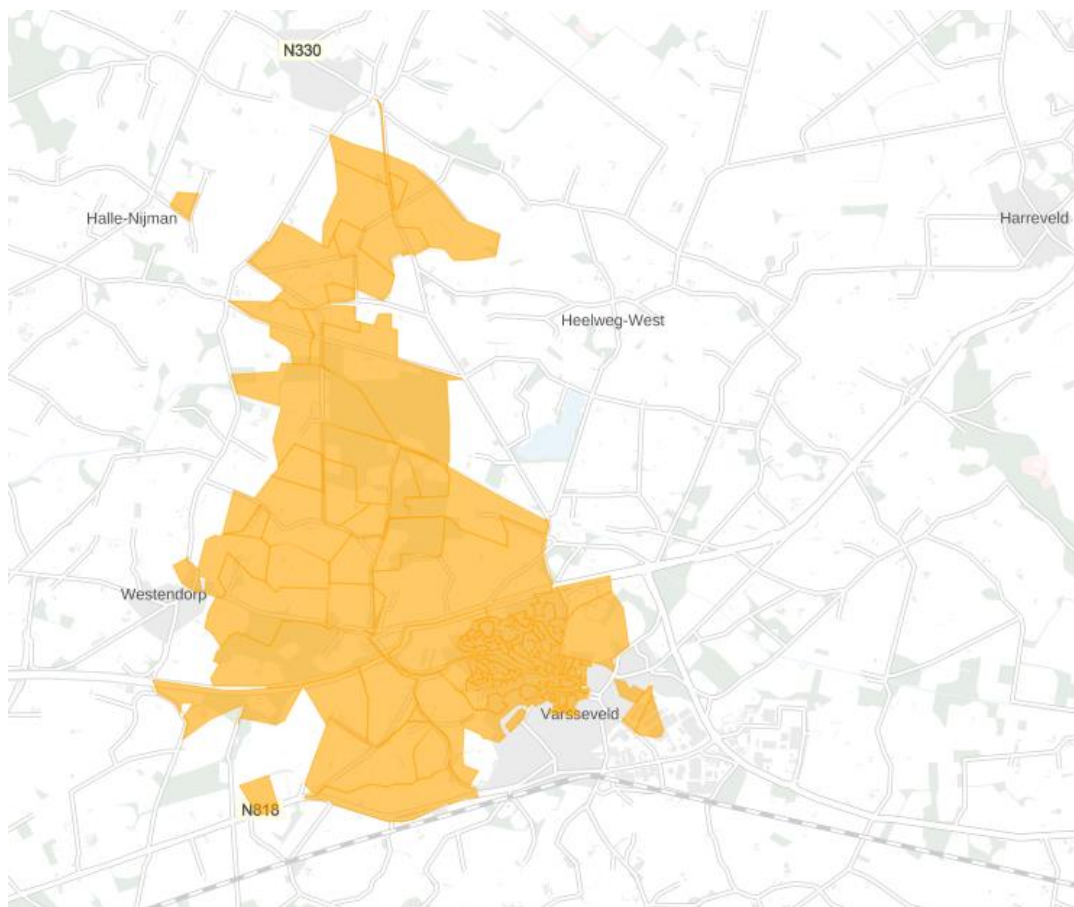 N330
Halle-Nijman
Harreveld
Heelweg-West
Westendorp
Varsseveld
N818